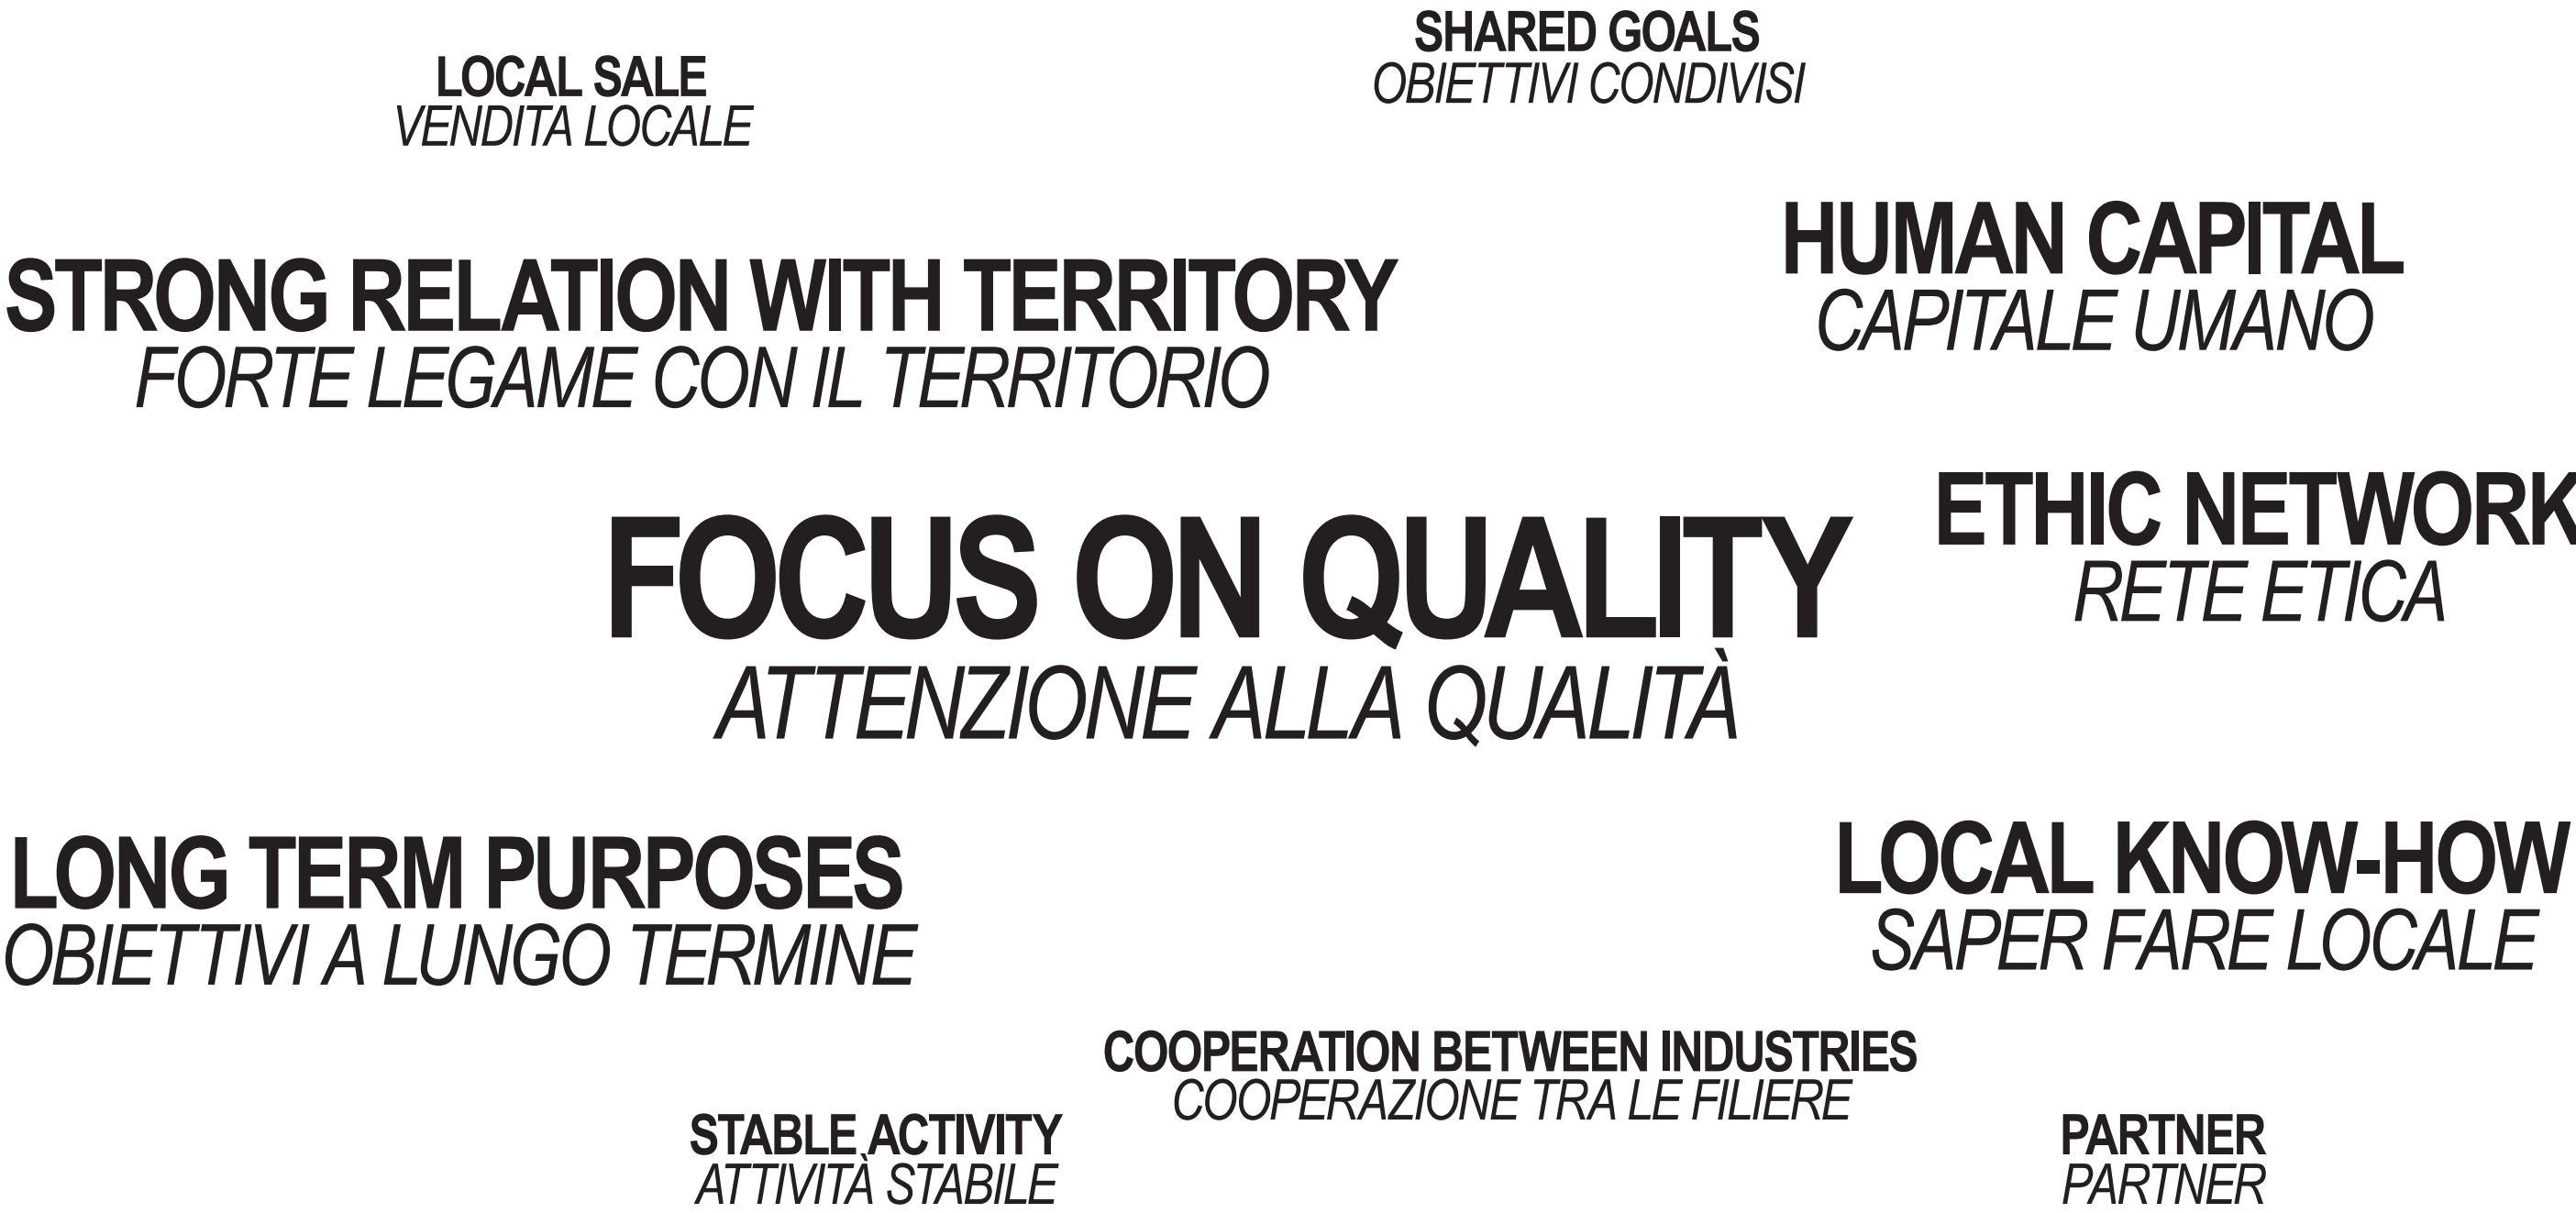 SHARED GOALS
OBIETTIVI CONDIVISI
LOCAL SALE
VENDITA LOCALE
HUMAN CAPITAL
CAPITALE UMANO
STRONG RELATION WITH TERRITORY
FORTE LEGAME CON IL TERRITORIO
ETHIC NETWORK
RETE ETICA
FOCUS ON QUALITY
ATTENZIONE ALLA QUALITÀ
LONG TERM PURPOSES
OBIETTIVI A LUNGO TERMINE
LOCAL KNOW-HOW
SAPER FARE LOCALE
COOPERATION BETWEEN INDUSTRIES
COOPERAZIONE TRA LE FILIERE
STABLE ACTIVITY
ATTIVITÀ STABILE
PARTNER
PARTNER